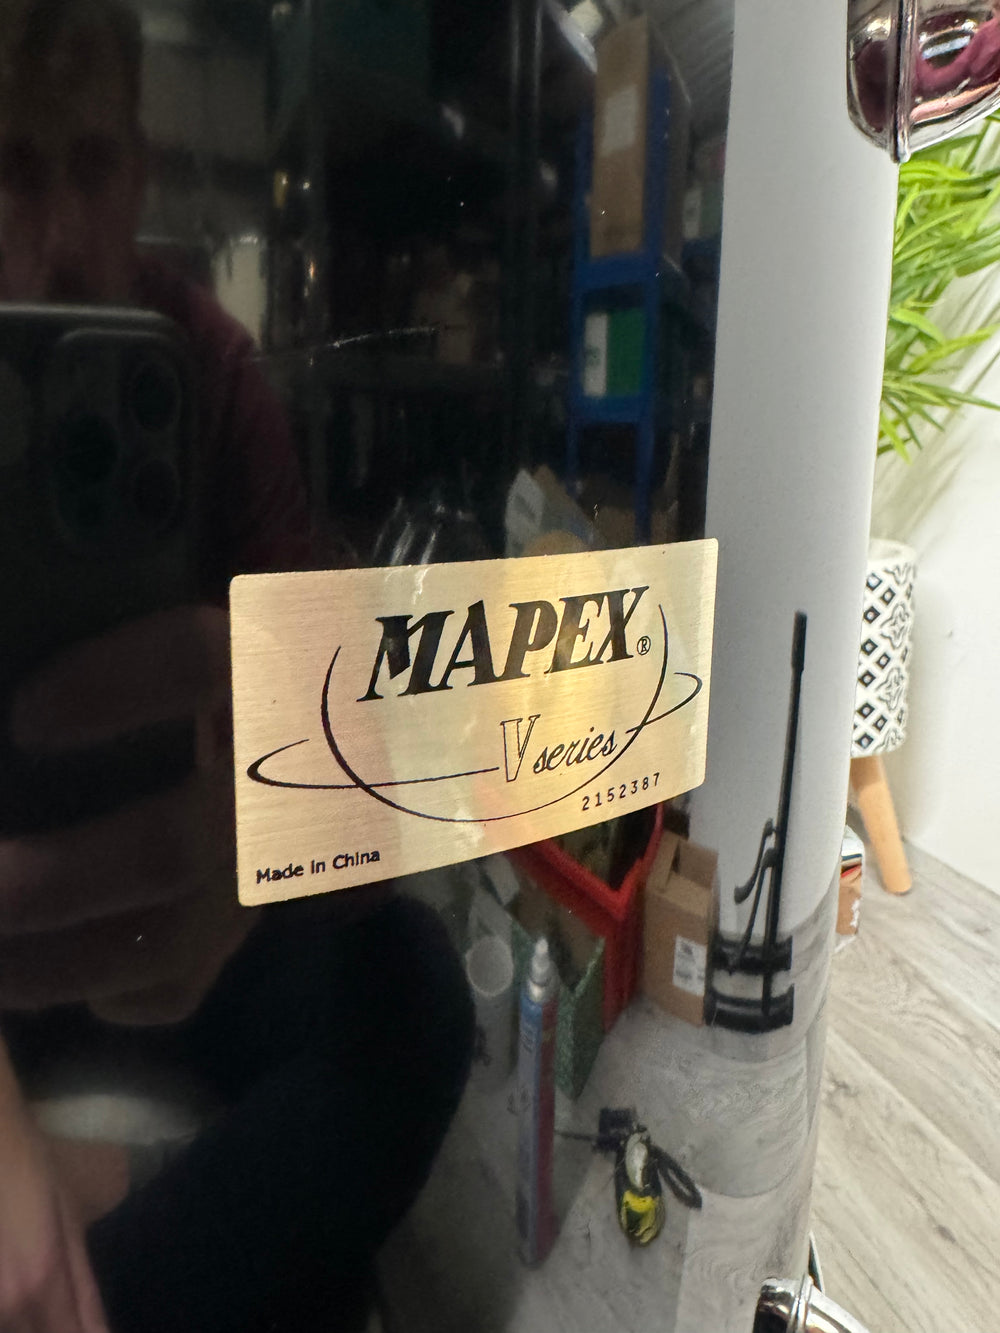 MAPEX®
V series
2152387
Made in China